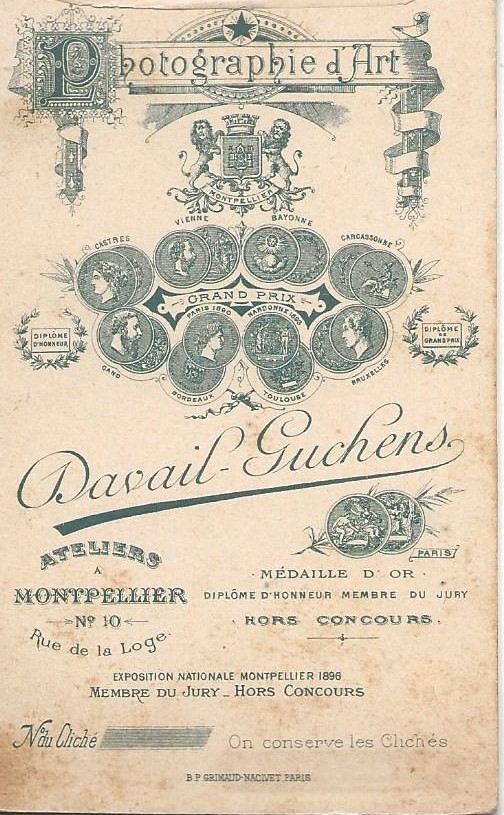 Photographie d'Art
MONTPELLIER
VIENNE BAYONNE
CASTRES CARCASSONNE
GRAND PRIX
PARIS 1890 NARBONNE
DIPLÔME D'HONNEUR
DIPLÔME DE GRAND PRIX
GAND BRUXELLES
BORDEAUX TOULOUSE
Davail-Guchens
PARIS
ATELIERS
A
MONTPELLIER
Nº 10
Rue de la Loge.
· MÉDAILLE D'OR ·
DIPLÔME D'HONNEUR MEMBRE DU JURY
· HORS CONCOURS ·
EXPOSITION NATIONALE MONTPELLIER 1896
MEMBRE DU JURY _ HORS CONCOURS
No du Cliché On conserve les Clichés
B.P. GRIMAUD-NACIVET PARIS